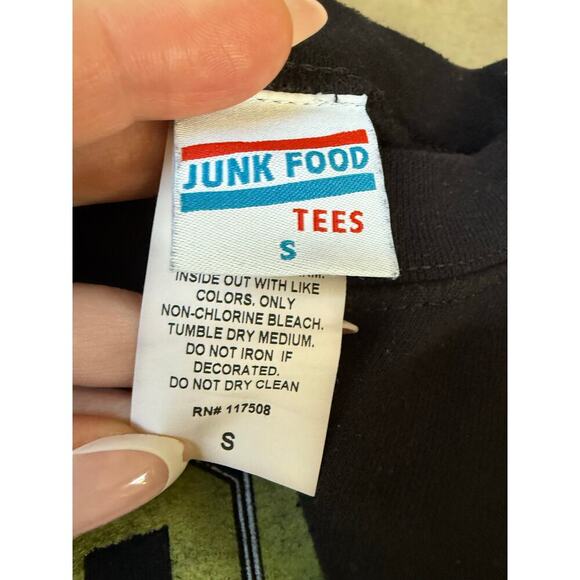 JUNK FOOD
TEES
S
INSIDE OUT WITH LIKE
COLORS, ONLY
NON-CHLORINE BLEACH.
TUMBLE DRY MEDIUM.
DO NOT IRON IF
DECORATED.
DO NOT DRY CLEAN
RN# 117508
S